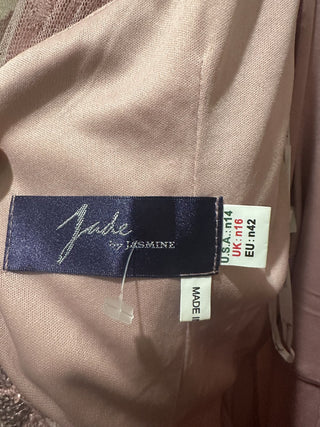 Jade
by JASMINE
U.S.A.: n14
UK: n16
EU: n42
MADE